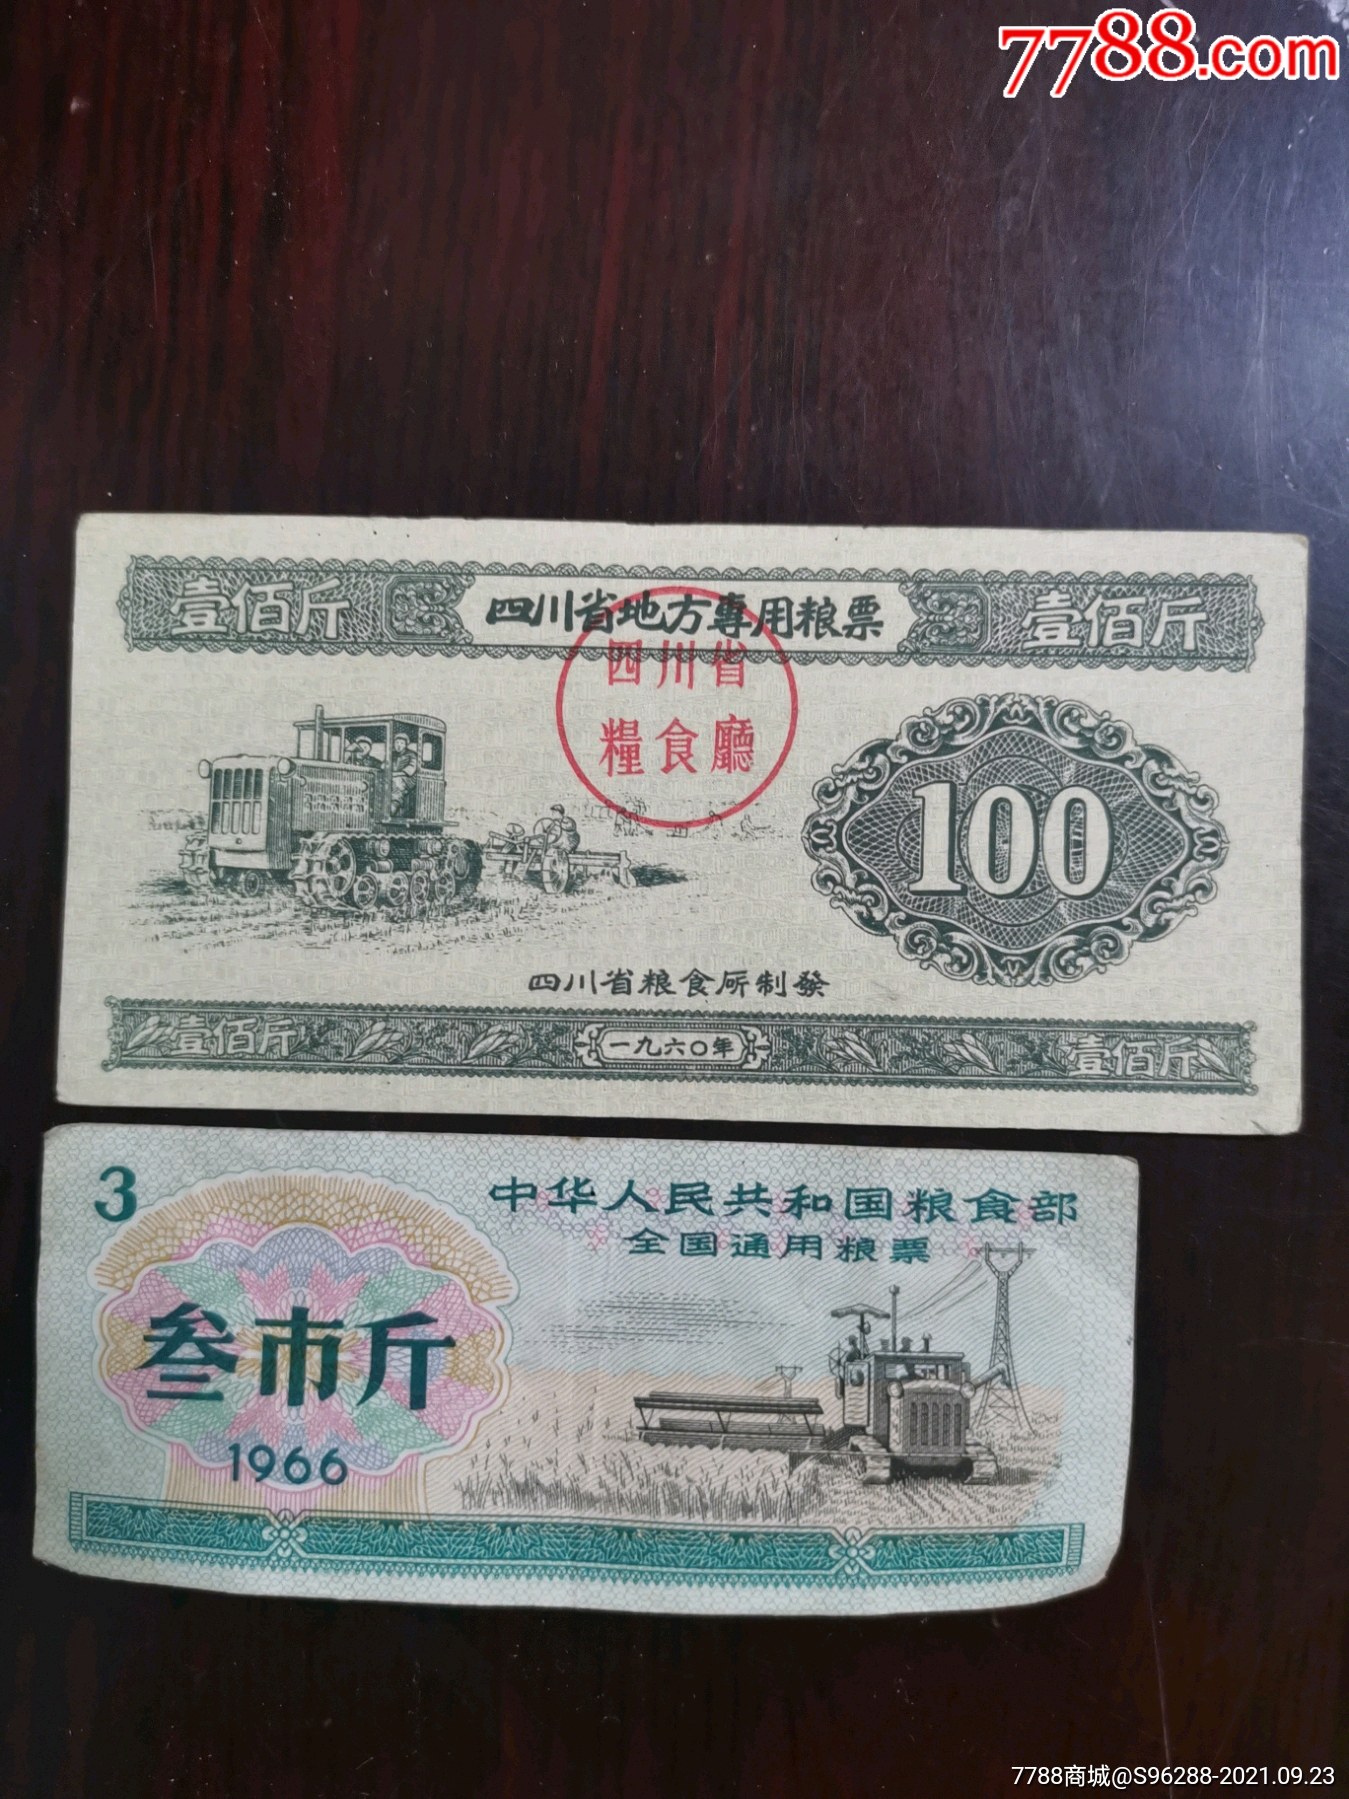 7788.com
壹佰斤 四川省地方專用粮票 壹佰斤
四川省
糧食廳
100
四川省粮食所制發
壹佰斤 一九六〇年 壹佰斤
3
中华人民共和国粮食部
全国通用粮票
叁市斤
1966
7788商城@S96288-2021.09.23